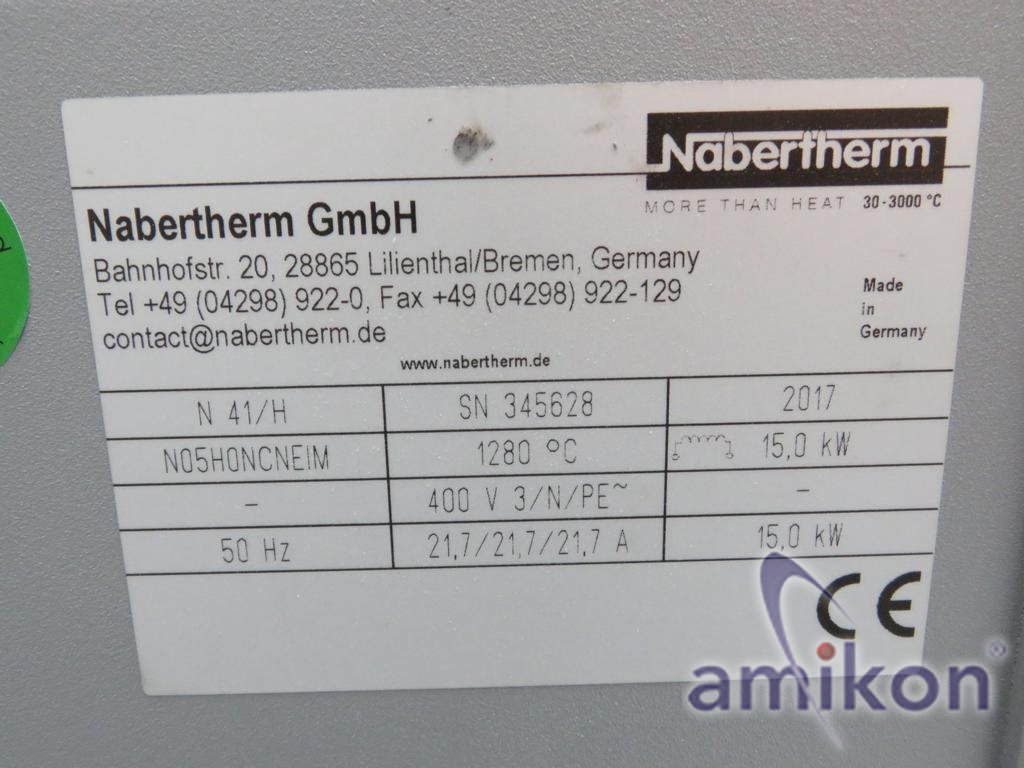 Nabertherm
MORE THAN HEAT 30-3000 °C
Nabertherm GmbH
Bahnhofstr. 20, 28865 Lilienthal/Bremen, Germany
Tel +49 (04298) 922-0, Fax +49 (04298) 922-129
contact@nabertherm.de
www.nabertherm.de
Made
in
Germany
N 41/H SN 345628 2017
N05H0NCNEIM 1280 °C 15,0 kW
- 400 V 3/N/PE~ -
50 Hz 21,7/21,7/21,7 A 15,0 kW
CE
amikon®